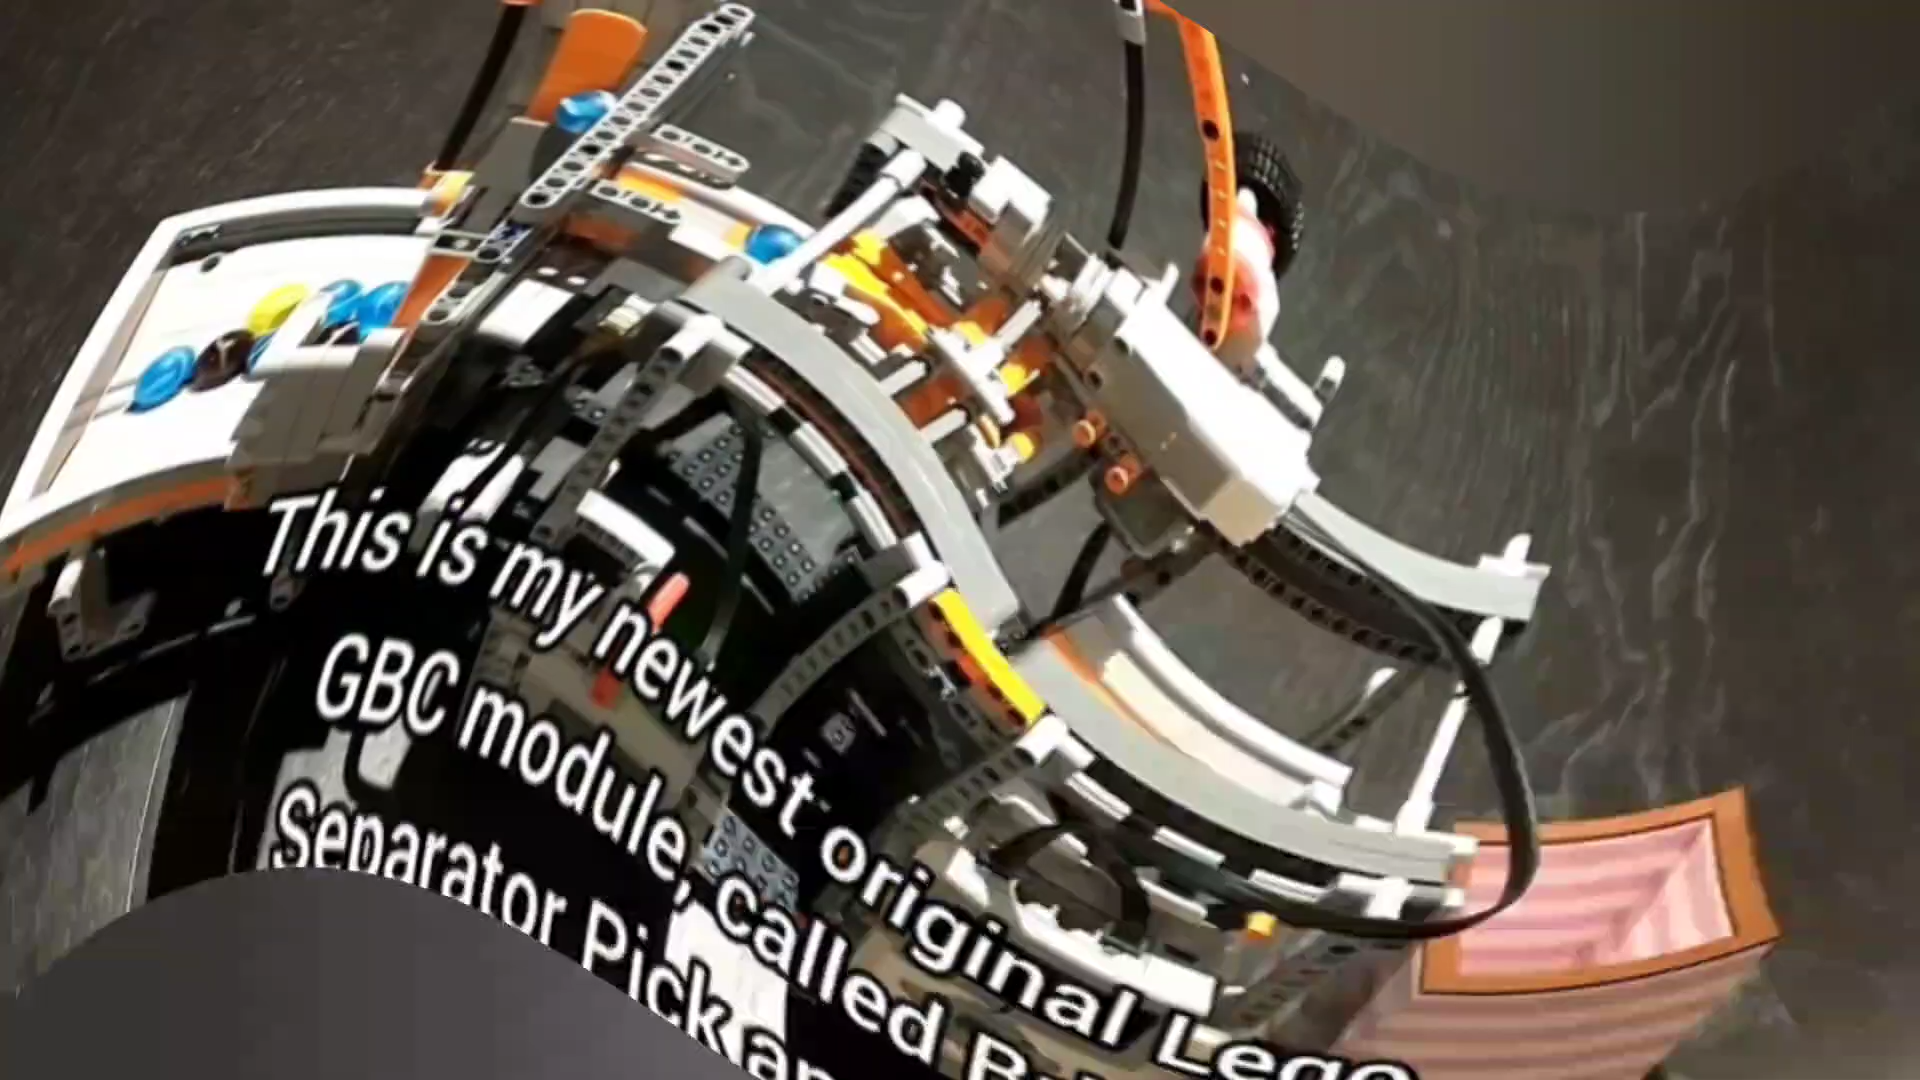 This is my newest original Lego
GBC module, called
Separator Pick